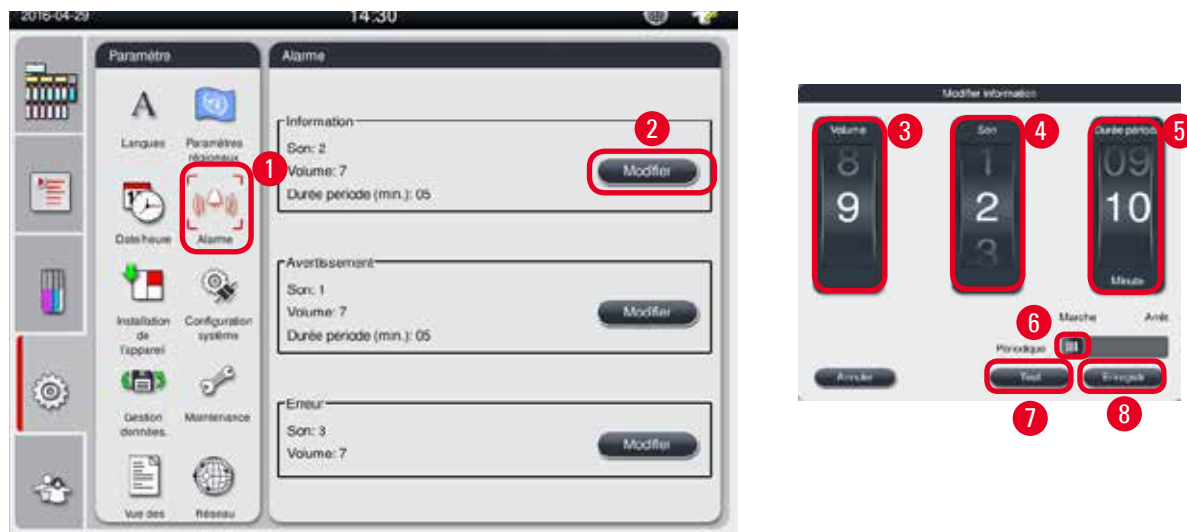 2016-04-29 14:30
Paramètre
Langues
Paramètres
régionaux
Date/heure
Alarme
1
Installation
de
l'appareil
Configuration
système
Gestion
données.
Maintenance
Vue des
Réseau
Alarme
Information
Son: 2
Volume: 7
Durée période (min.): 05
2
Modifier
Avertissement
Son: 1
Volume: 7
Durée période (min.): 05
Modifier
Erreur
Son: 3
Volume: 7
Modifier
Modifier Information
Volume
3
8
9
Son
4
1
2
3
Durée période
5
09
10
Minute
6
Marche
Arrêt
Périodique
Annuler
Test
Enregistr
7
8